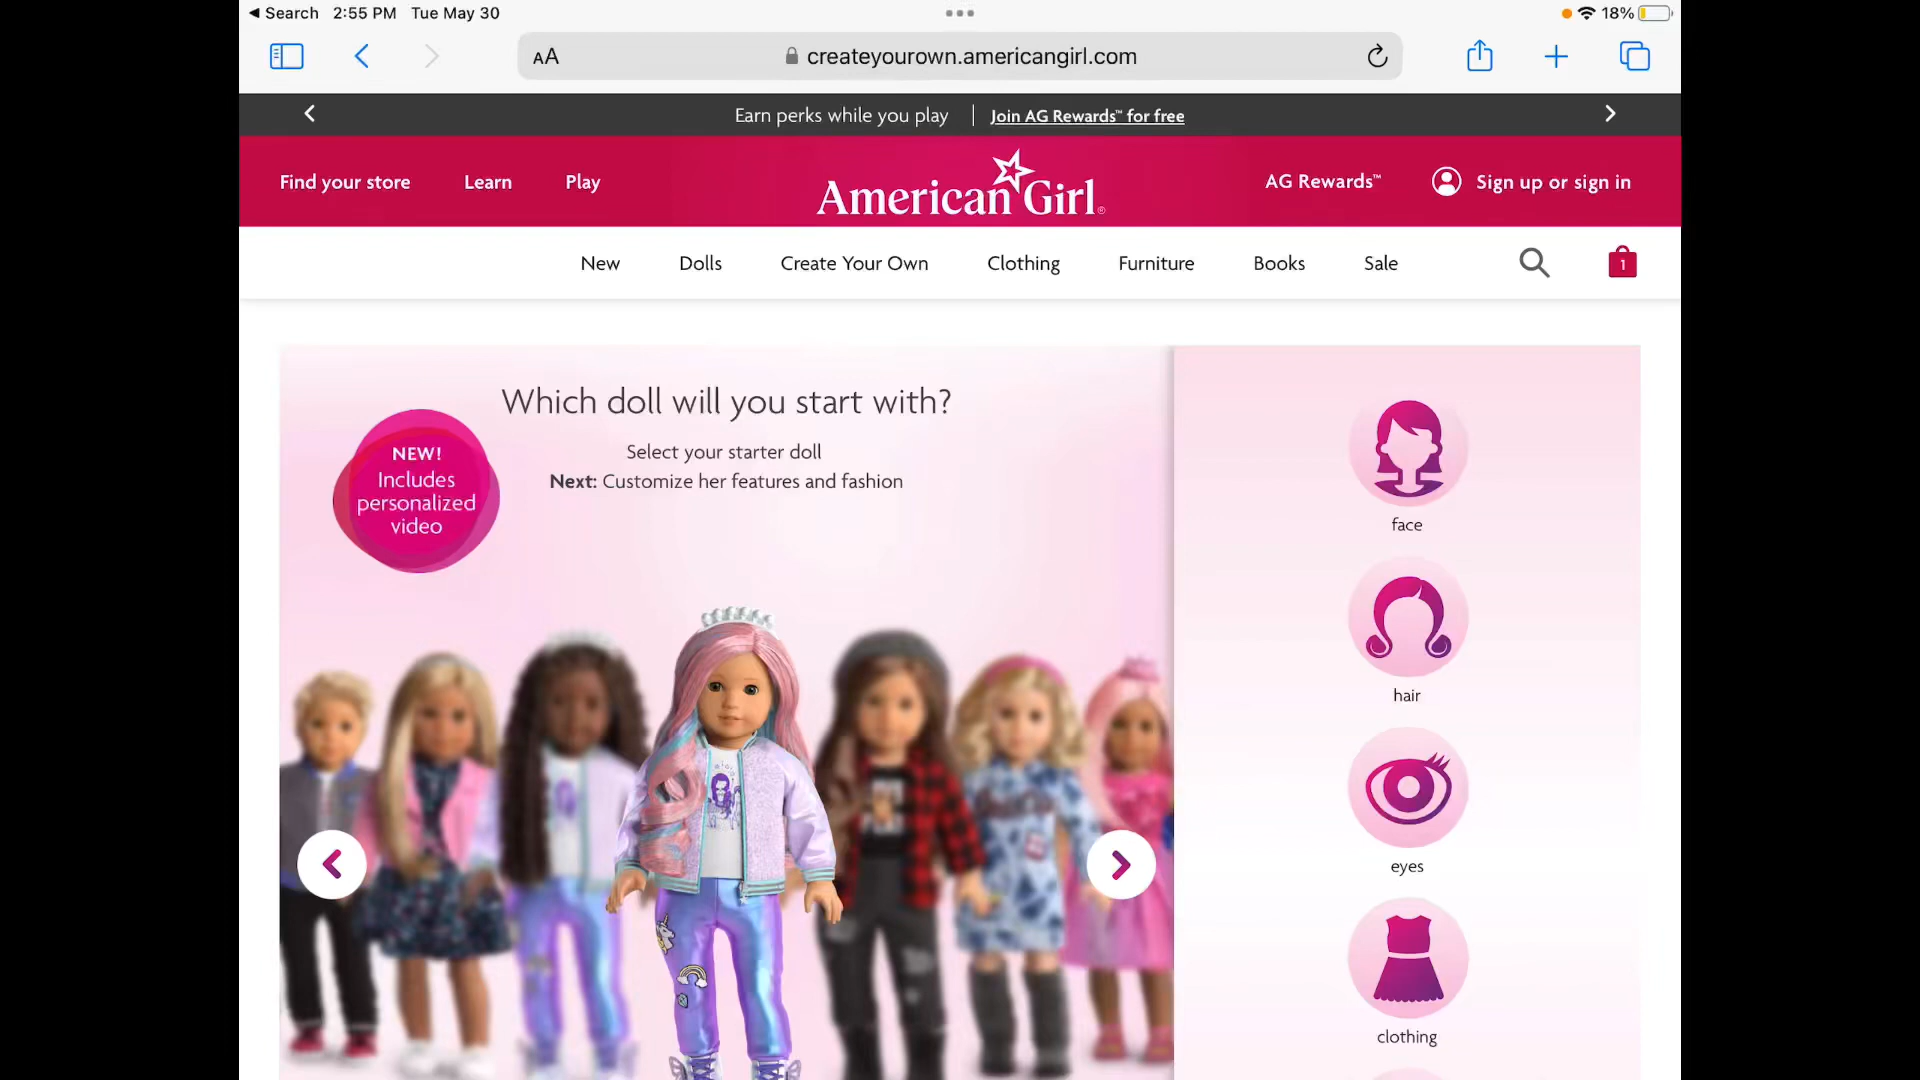 Search 2:55 PM Tue May 30
18%
AA createyourown.americangirl.com
Earn perks while you play | Join AG Rewards™ for free
Find your store Learn Play American Girl® AG Rewards™ Sign up or sign in
New Dolls Create Your Own Clothing Furniture Books Sale 1
Which doll will you start with?
Select your starter doll
Next: Customize her features and fashion
NEW!
Includes
personalized
video
face
hair
eyes
clothing